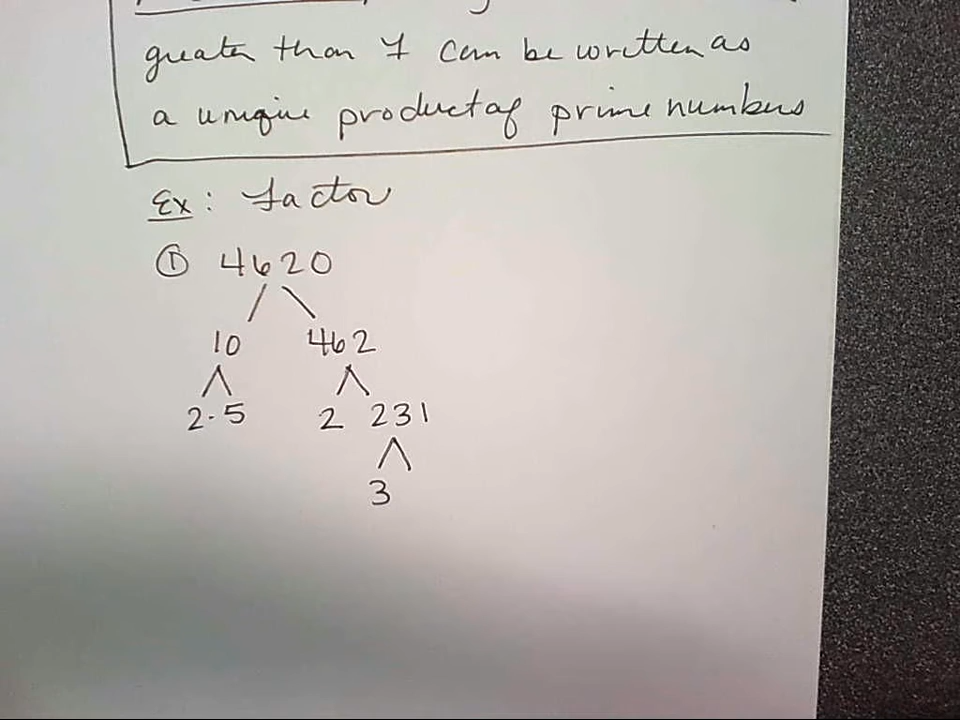 greater than 1 can be written as
a unique product of prime numbers
Ex: Factor
① 4620
10 462
2·5 2 231
3